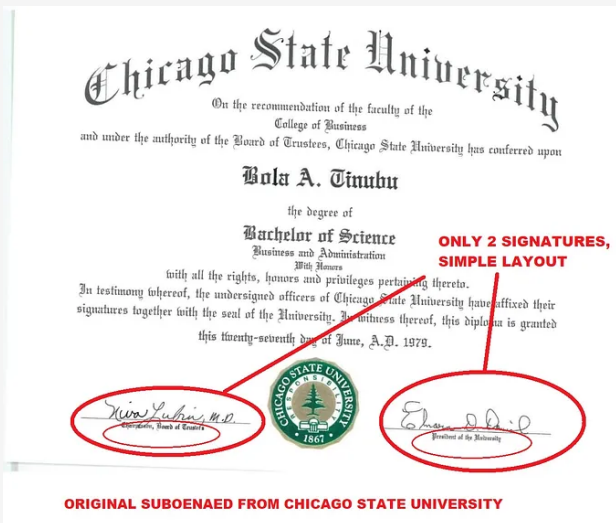 Chicago State University
On the recommendation of the faculty of the
College of Business
and under the authority of the Board of Trustees, Chicago State University has conferred upon
Bola A. Tinubu
the degree of
Bachelor of Science
Business and Administration
With Honors
ONLY 2 SIGNATURES,
SIMPLE LAYOUT
with all the rights, honors and privileges pertaining thereto.
In testimony whereof, the undersigned officers of Chicago State University have affixed their
signatures together with the seal of the University. In witness thereof, this diploma is granted
this twenty-seventh day of June, A.D. 1979.
CHICAGO STATE UNIVERSITY
RESPONSIBILITY
1867
Niva Lubin, M.D.
Chairperson, Board of Trustees
President of the University
ORIGINAL SUBOENAED FROM CHICAGO STATE UNIVERSITY